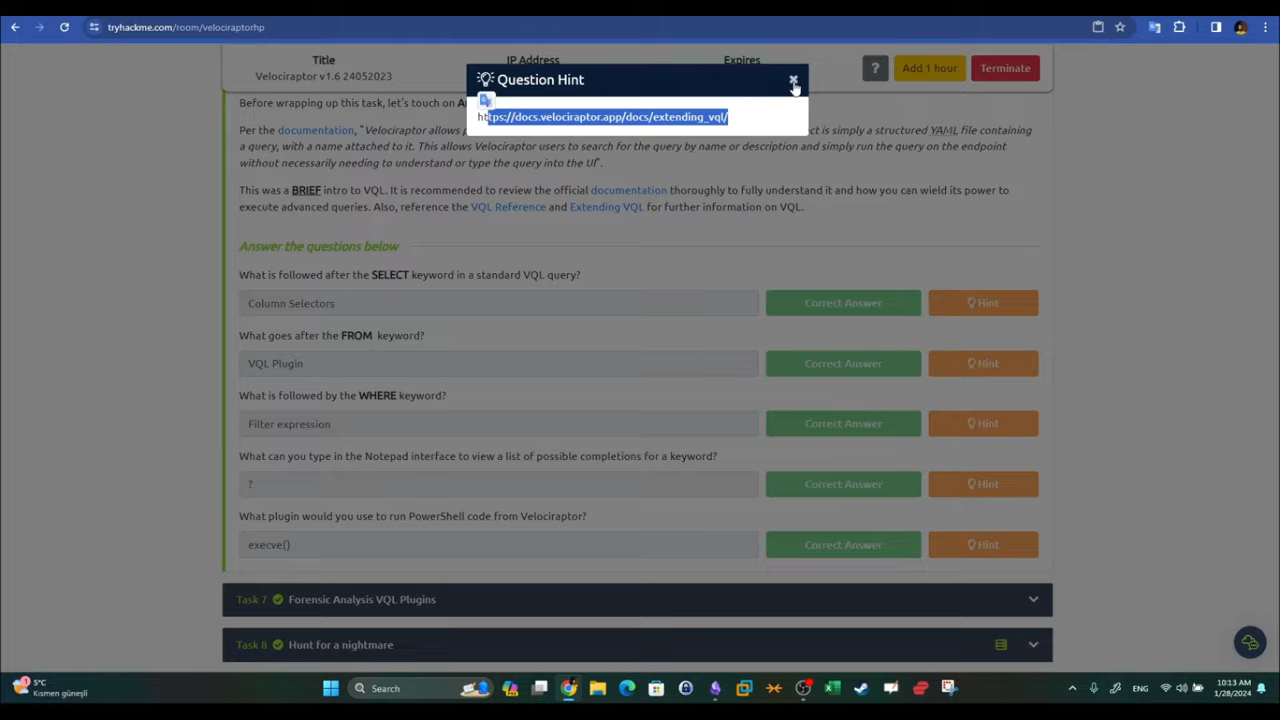 tryhackme.com/room/velociraptorhp
Title
IP Address
Expires
Velociraptor v1.6 24052023
?
Add 1 hour
Terminate
Question Hint
https://docs.velociraptor.app/docs/extending_vql/
Before wrapping up this task, let's touch on
Per the documentation, "Velociraptor allows ct is simply a structured YAML file containing
a query, with a name attached to it. This allows Velociraptor users to search for the query by name or description and simply run the query on the endpoint
without necessarily needing to understand or type the query into the UI".
This was a BRIEF intro to VQL. It is recommended to review the official documentation thoroughly to fully understand it and how you can wield its power to
execute advanced queries. Also, reference the VQL Reference and Extending VQL for further information on VQL.
Answer the questions below
What is followed after the SELECT keyword in a standard VQL query?
Column Selectors
Correct Answer
Hint
What goes after the FROM keyword?
VQL Plugin
Correct Answer
Hint
What is followed by the WHERE keyword?
Filter expression
Correct Answer
Hint
What can you type in the Notepad interface to view a list of possible completions for a keyword?
?
Correct Answer
Hint
What plugin would you use to run PowerShell code from Velociraptor?
execve()
Correct Answer
Hint
Task 7 Forensic Analysis VQL Plugins
Task 8 Hunt for a nightmare
5°C
Kısmen güneşli
Search
ENG
10:13 AM
1/28/2024